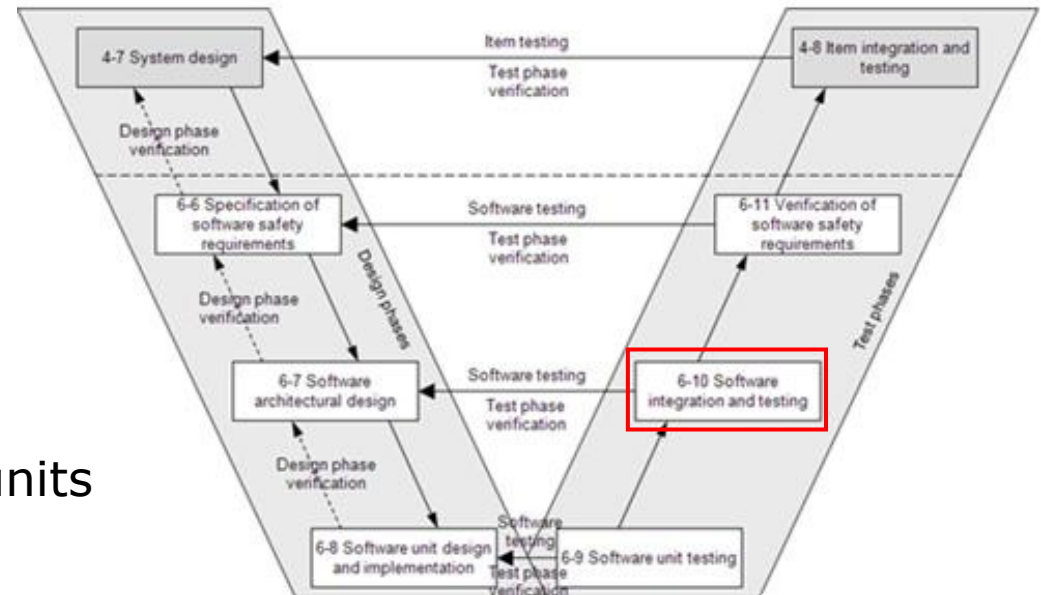 4-7 System design
Item testing
Test phase
verification
4-8 Item integration and
testing
Design phase
verification
6-6 Specification of
software safety
requirements
Software testing
Test phase
verification
6-11 Verification of
software safety
requirements
Design phases
Test phases
Design phase
verification
6-7 Software
architectural design
Software testing
Test phase
verification
6-10 Software
integration and testing
units
Design phase
verification
6-8 Software unit design
and implementation
Software
testing
Test phase
verification
6-9 Software unit testing